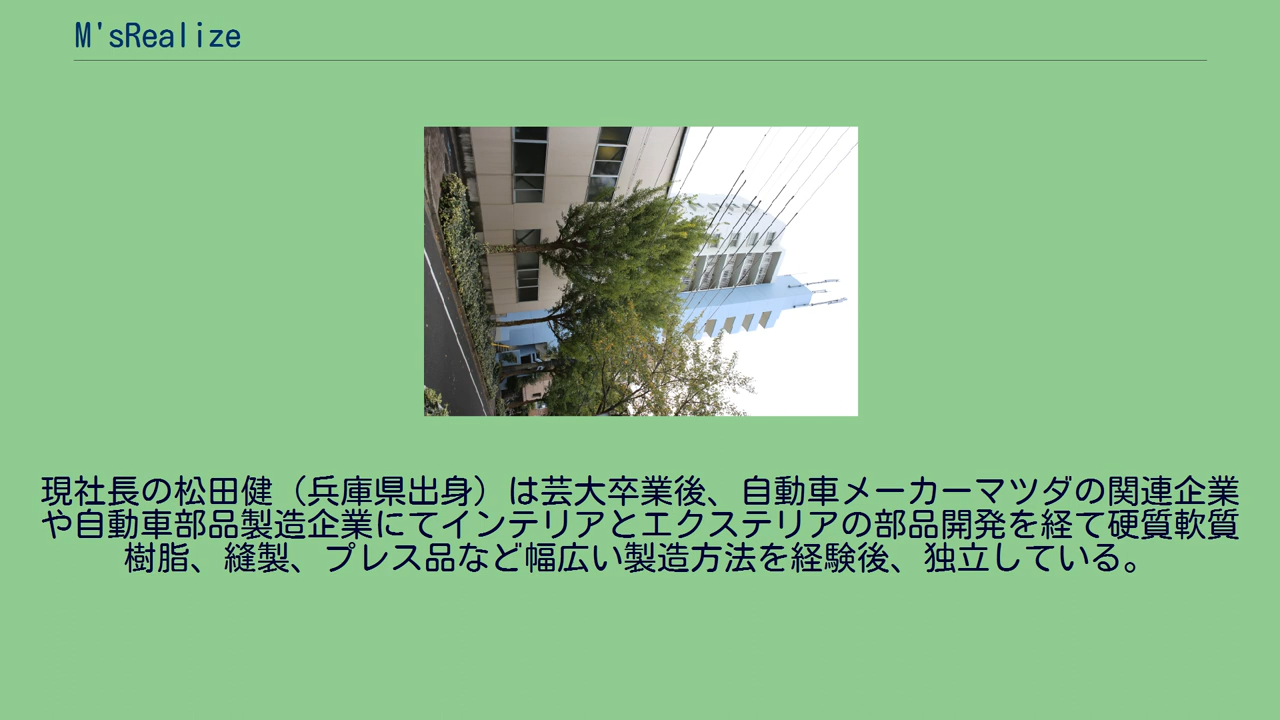 M'sRealize
現社長の松田健（兵庫県出身）は芸大卒業後、自動車メーカーマツダの関連企業
や自動車部品製造企業にてインテリアとエクステリアの部品開発を経て硬質軟質
樹脂、縫製、プレス品など幅広い製造方法を経験後、独立している。